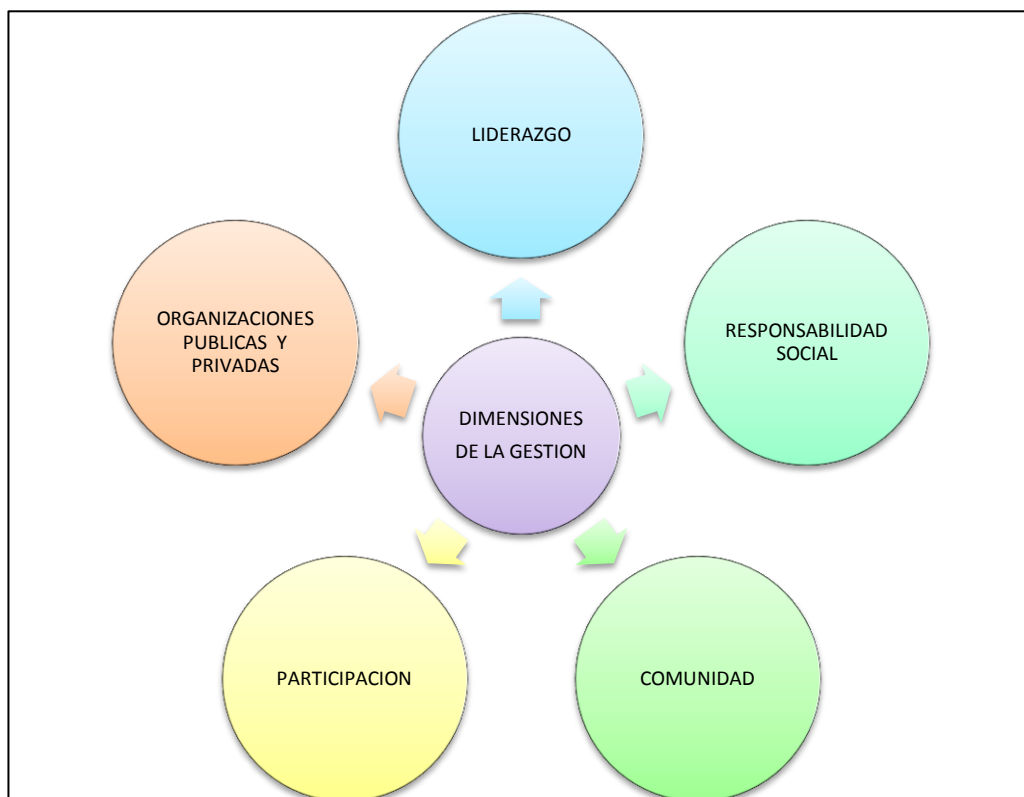 LIDERAZGO
ORGANIZACIONES
PUBLICAS Y
PRIVADAS
RESPONSABILIDAD
SOCIAL
DIMENSIONES
DE LA GESTION
PARTICIPACION
COMUNIDAD